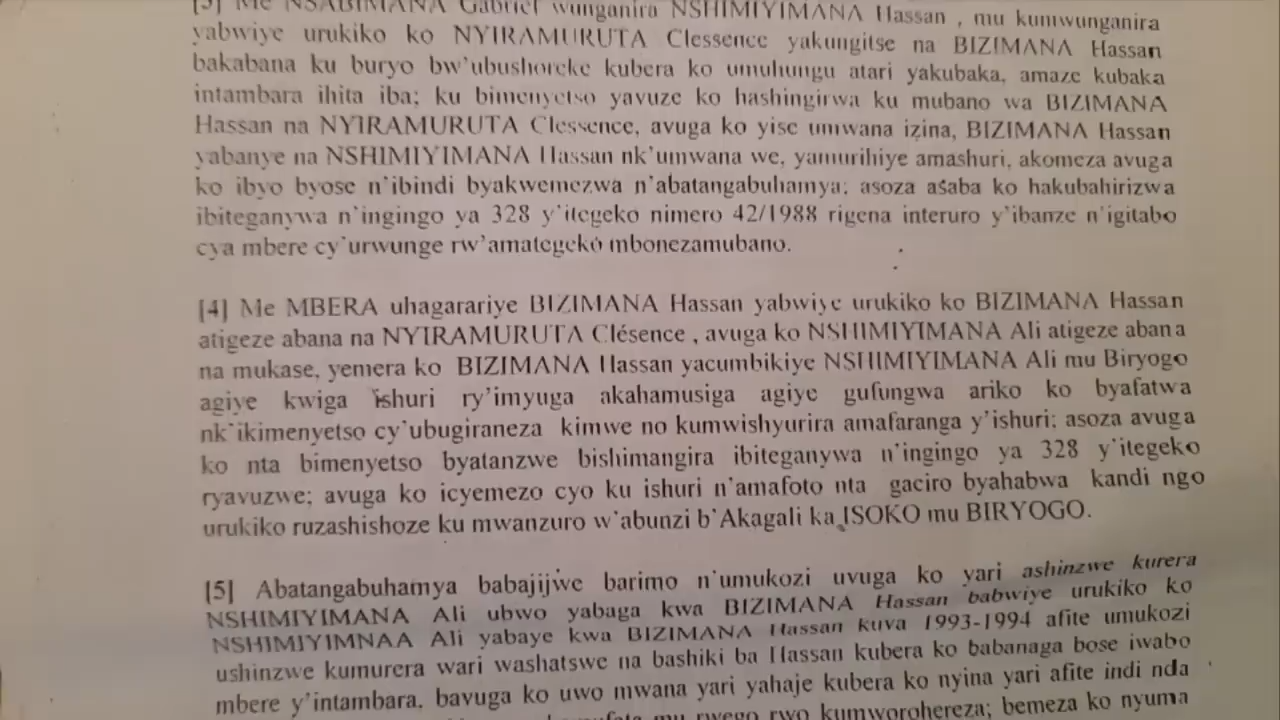 [3] Me NSABIMANA Gabriel wunganira NSHIMIYIMANA Hassan , mu kumwunganira
yabwiye urukiko ko NYIRAMURUTA Clessence yakungitse na BIZIMANA Hassan
bakabana ku buryo bw'ubushoreke kubera ko umuhungu atari yakubaka, amaze kubaka
intambara ihita iba; ku bimenyetso yavuze ko hashingirwa ku mubano wa BIZIMANA
Hassan na NYIRAMURUTA Clessence, avuga ko yise umwana izina, BIZIMANA Hassan
yabanye na NSHIMIYIMANA Hassan nk'umwana we, yamurihiye amashuri, akomeza avuga
ko ibyo byose n'ibindi byakwemezwa n'abatangabuhamya; asoza asaba ko hakubahirizwa
ibiteganywa n'ingingo ya 328 y'itegeko nimero 42/1988 rigena interuro y'ibanze n'igitabo
cya mbere cy'urwunge rw'amategeko mbonezamubano.
[4] Me MBERA uhagarariye BIZIMANA Hassan yabwiye urukiko ko BIZIMANA Hassan
atigeze abana na NYIRAMURUTA Clésence , avuga ko NSHIMIYIMANA Ali atigeze abana
na mukase, yemera ko BIZIMANA Hassan yacumbikiye NSHIMIYIMANA Ali mu Biryogo
agiye kwiga ishuri ry'imyuga akahamusiga agiye gufungwa ariko ko byafatwa
nk'ikimenyetso cy'ubugiraneza kimwe no kumwishyurira amafaranga y'ishuri; asoza avuga
ko nta bimenyetso byatanzwe bishimangira ibiteganywa n'ingingo ya 328 y'itegeko
ryavuzwe; avuga ko icyemezo cyo ku ishuri n'amafoto nta gaciro byahabwa kandi ngo
urukiko ruzashishoze ku mwanzuro w'abunzi b'Akagali ka ISOKO mu BIRYOGO.
[5] Abatangabuhamya babajijwe barimo n'umukozi uvuga ko yari ashinzwe kurera
NSHIMIYIMANA Ali ubwo yabaga kwa BIZIMANA Hassan babwiye urukiko ko
NSHIMIYIMNAA Ali yabaye kwa BIZIMANA Hassan kuva 1993-1994 afite umukozi
ushinzwe kumurera wari washatswe na bashiki ba Hassan kubera ko babanaga bose iwabo
mbere y'intambara, bavuga ko uwo mwana yari yahaje kubera ko nyina yari afite indi nda
mu rwego rwo kumworohereza; bemeza ko nyuma